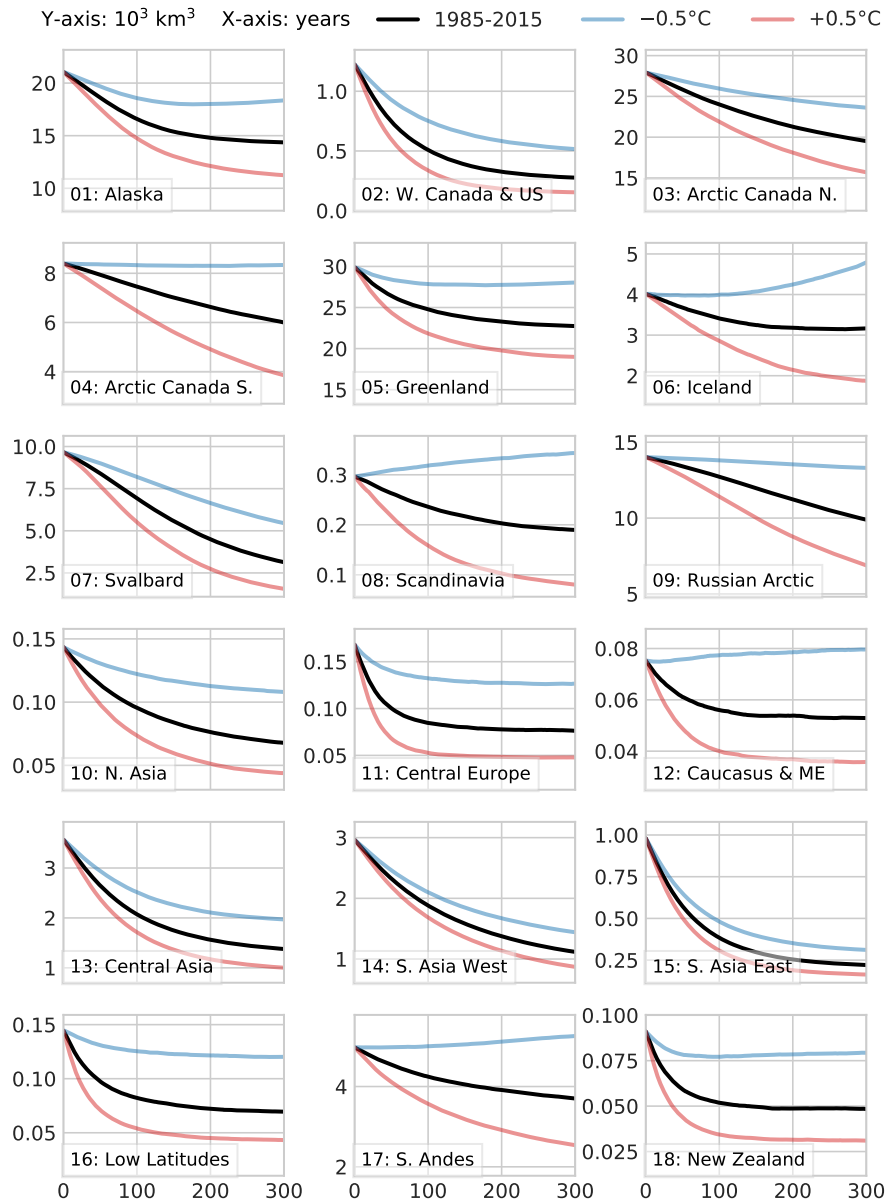 Y-axis: 10³ km³ X-axis: years 1985-2015 −0.5°C +0.5°C
20
15
10
01: Alaska
1.0
0.5
0.0
02: W. Canada & US
30
25
20
15
03: Arctic Canada N.
8
6
4
04: Arctic Canada S.
30
25
20
15
05: Greenland
5
4
3
2
06: Iceland
10.0
7.5
5.0
2.5
07: Svalbard
0.3
0.2
0.1
08: Scandinavia
15
10
5
09: Russian Arctic
0.15
0.10
0.05
10: N. Asia
0.15
0.10
0.05
11: Central Europe
0.08
0.06
0.04
12: Caucasus & ME
3
2
1
13: Central Asia
3
2
1
14: S. Asia West
1.00
0.75
0.50
0.25
15: S. Asia East
0.15
0.10
0.05
16: Low Latitudes
0 100 200 300
4
2
17: S. Andes
0 100 200 300
0.100
0.075
0.050
0.025
18: New Zealand
0 100 200 300